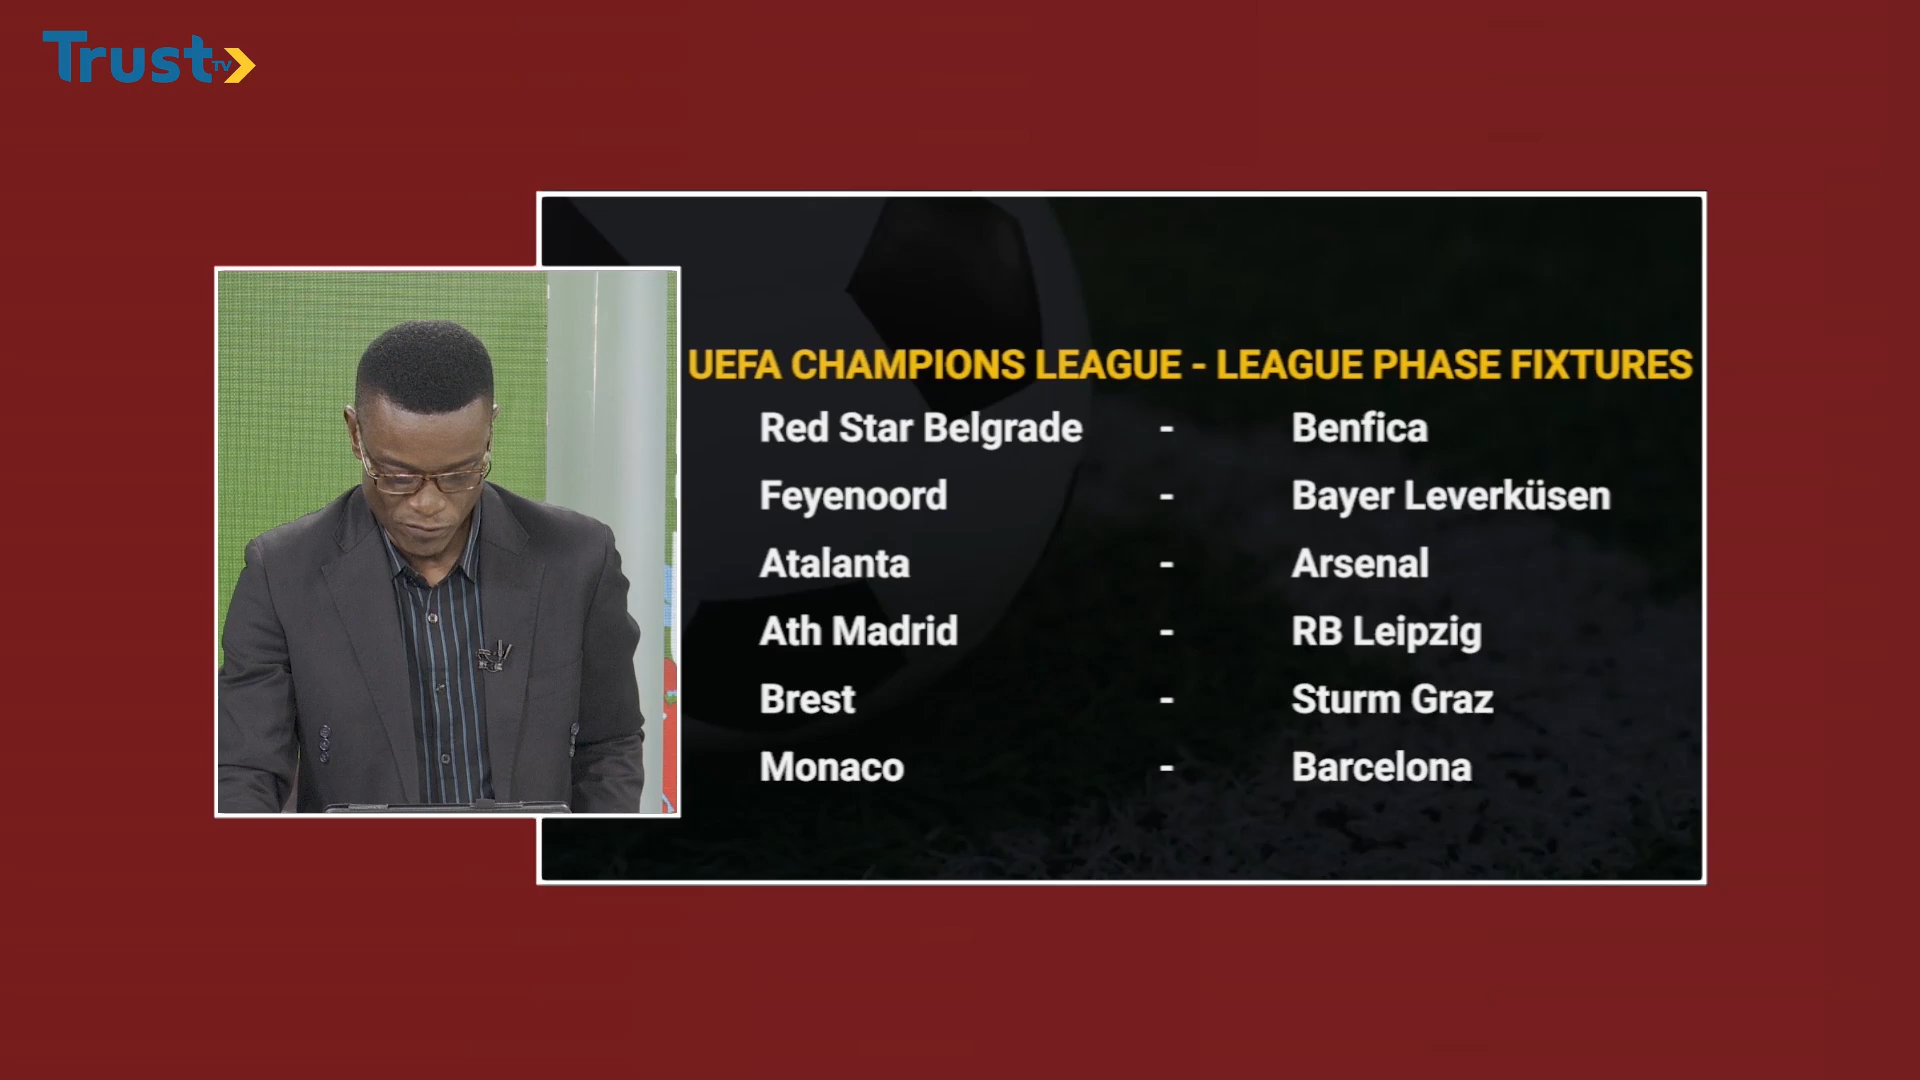 Trust TV
UEFA CHAMPIONS LEAGUE - LEAGUE PHASE FIXTURES
Red Star Belgrade - Benfica
Feyenoord - Bayer Leverküsen
Atalanta - Arsenal
Ath Madrid - RB Leipzig
Brest - Sturm Graz
Monaco - Barcelona